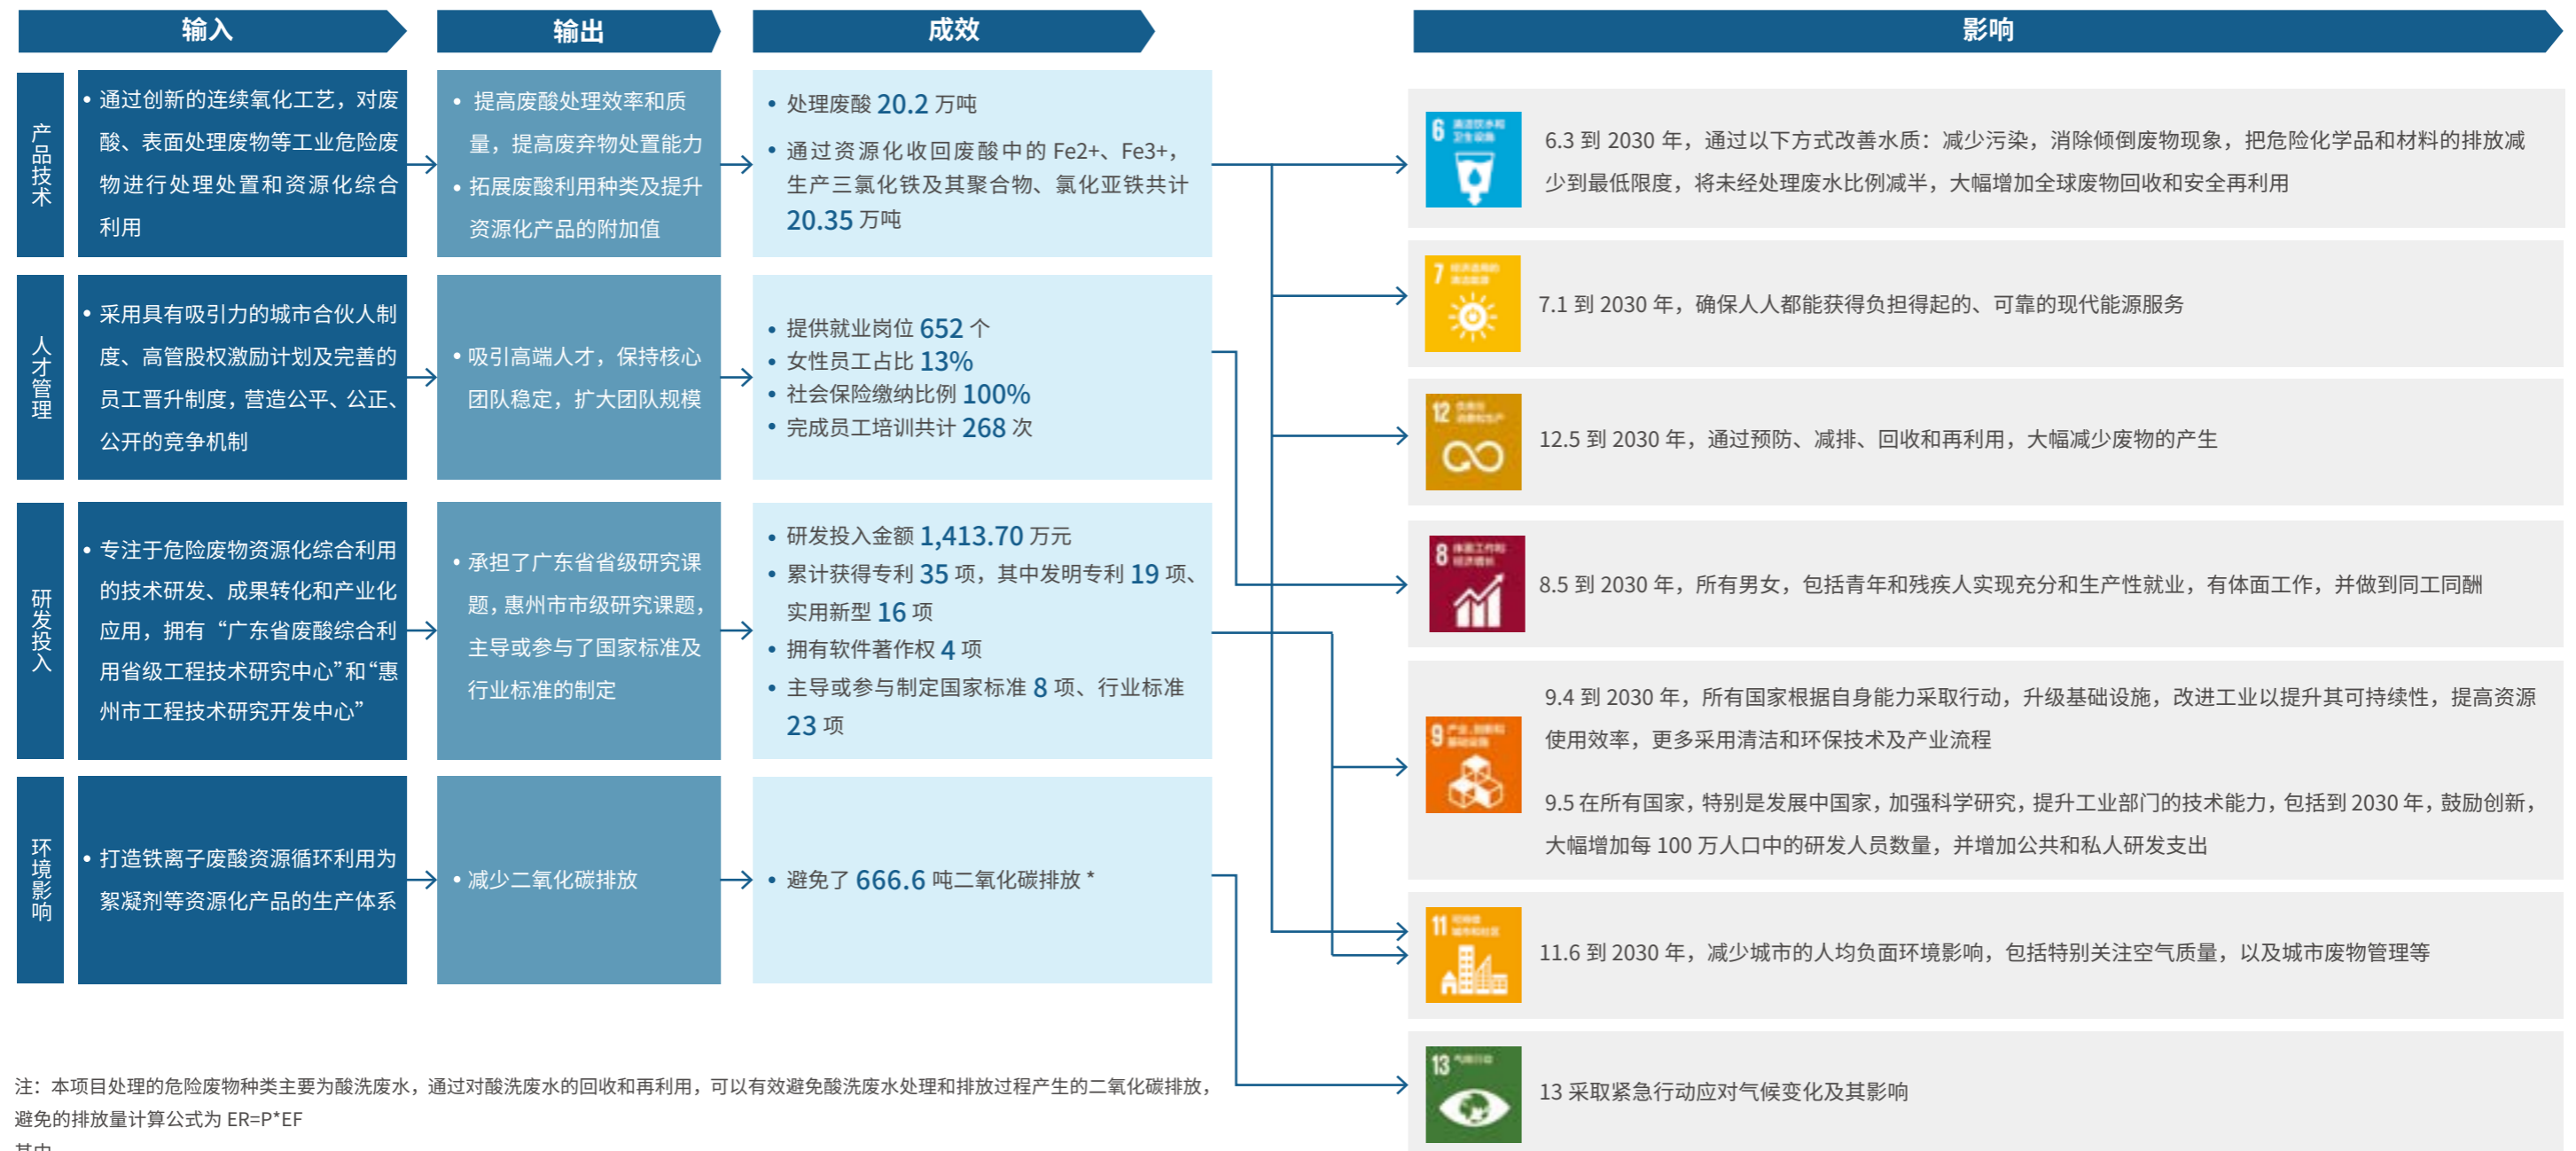 输入
输出
成效
影响
产品技术
• 通过创新的连续氧化工艺，对废
酸、表面处理废物等工业危险废
物进行处理处置和资源化综合
利用
• 提高废酸处理效率和质
量，提高废弃物处置能力
• 拓展废酸利用种类及提升
资源化产品的附加值
• 处理废酸 20.2 万吨
• 通过资源化收回废酸中的 Fe2+、Fe3+，
生产三氯化铁及其聚合物、氯化亚铁共计
20.35 万吨
人才管理
• 采用具有吸引力的城市合伙人制
度、高管股权激励计划及完善的
员工晋升制度，营造公平、公正、
公开的竞争机制
• 吸引高端人才，保持核心
团队稳定，扩大团队规模
• 提供就业岗位 652 个
• 女性员工占比 13%
• 社会保险缴纳比例 100%
• 完成员工培训共计 268 次
研发投入
• 专注于危险废物资源化综合利用
的技术研发、成果转化和产业化
应用，拥有“广东省废酸综合利
用省级工程技术研究中心”和“惠
州市工程技术研究开发中心”
• 承担了广东省省级研究课
题，惠州市市级研究课题，
主导或参与了国家标准及
行业标准的制定
• 研发投入金额 1,413.70 万元
• 累计获得专利 35 项，其中发明专利 19 项、
实用新型 16 项
• 拥有软件著作权 4 项
• 主导或参与制定国家标准 8 项、行业标准
23 项
环境影响
• 打造铁离子废酸资源循环利用为
絮凝剂等资源化产品的生产体系
• 减少二氧化碳排放
• 避免了 666.6 吨二氧化碳排放 *
6 清洁饮水和
卫生设施
6.3 到 2030 年，通过以下方式改善水质：减少污染，消除倾倒废物现象，把危险化学品和材料的排放减
少到最低限度，将未经处理废水比例减半，大幅增加全球废物回收和安全再利用
7
7.1 到 2030 年，确保人人都能获得负担得起的、可靠的现代能源服务
12
12.5 到 2030 年，通过预防、减排、回收和再利用，大幅减少废物的产生
8 体面工作和
经济增长
8.5 到 2030 年，所有男女，包括青年和残疾人实现充分和生产性就业，有体面工作，并做到同工同酬
9 产业、创新和
基础设施
9.4 到 2030 年，所有国家根据自身能力采取行动，升级基础设施，改进工业以提升其可持续性，提高资源
使用效率，更多采用清洁和环保技术及产业流程
9.5 在所有国家，特别是发展中国家，加强科学研究，提升工业部门的技术能力，包括到 2030 年，鼓励创新，
大幅增加每 100 万人口中的研发人员数量，并增加公共和私人研发支出
11 可持续
城市和社区
11.6 到 2030 年，减少城市的人均负面环境影响，包括特别关注空气质量，以及城市废物管理等
13 气候行动
13 采取紧急行动应对气候变化及其影响
注：本项目处理的危险废物种类主要为酸洗废水，通过对酸洗废水的回收和再利用，可以有效避免酸洗废水处理和排放过程产生的二氧化碳排放，
避免的排放量计算公式为 ER=P*EF